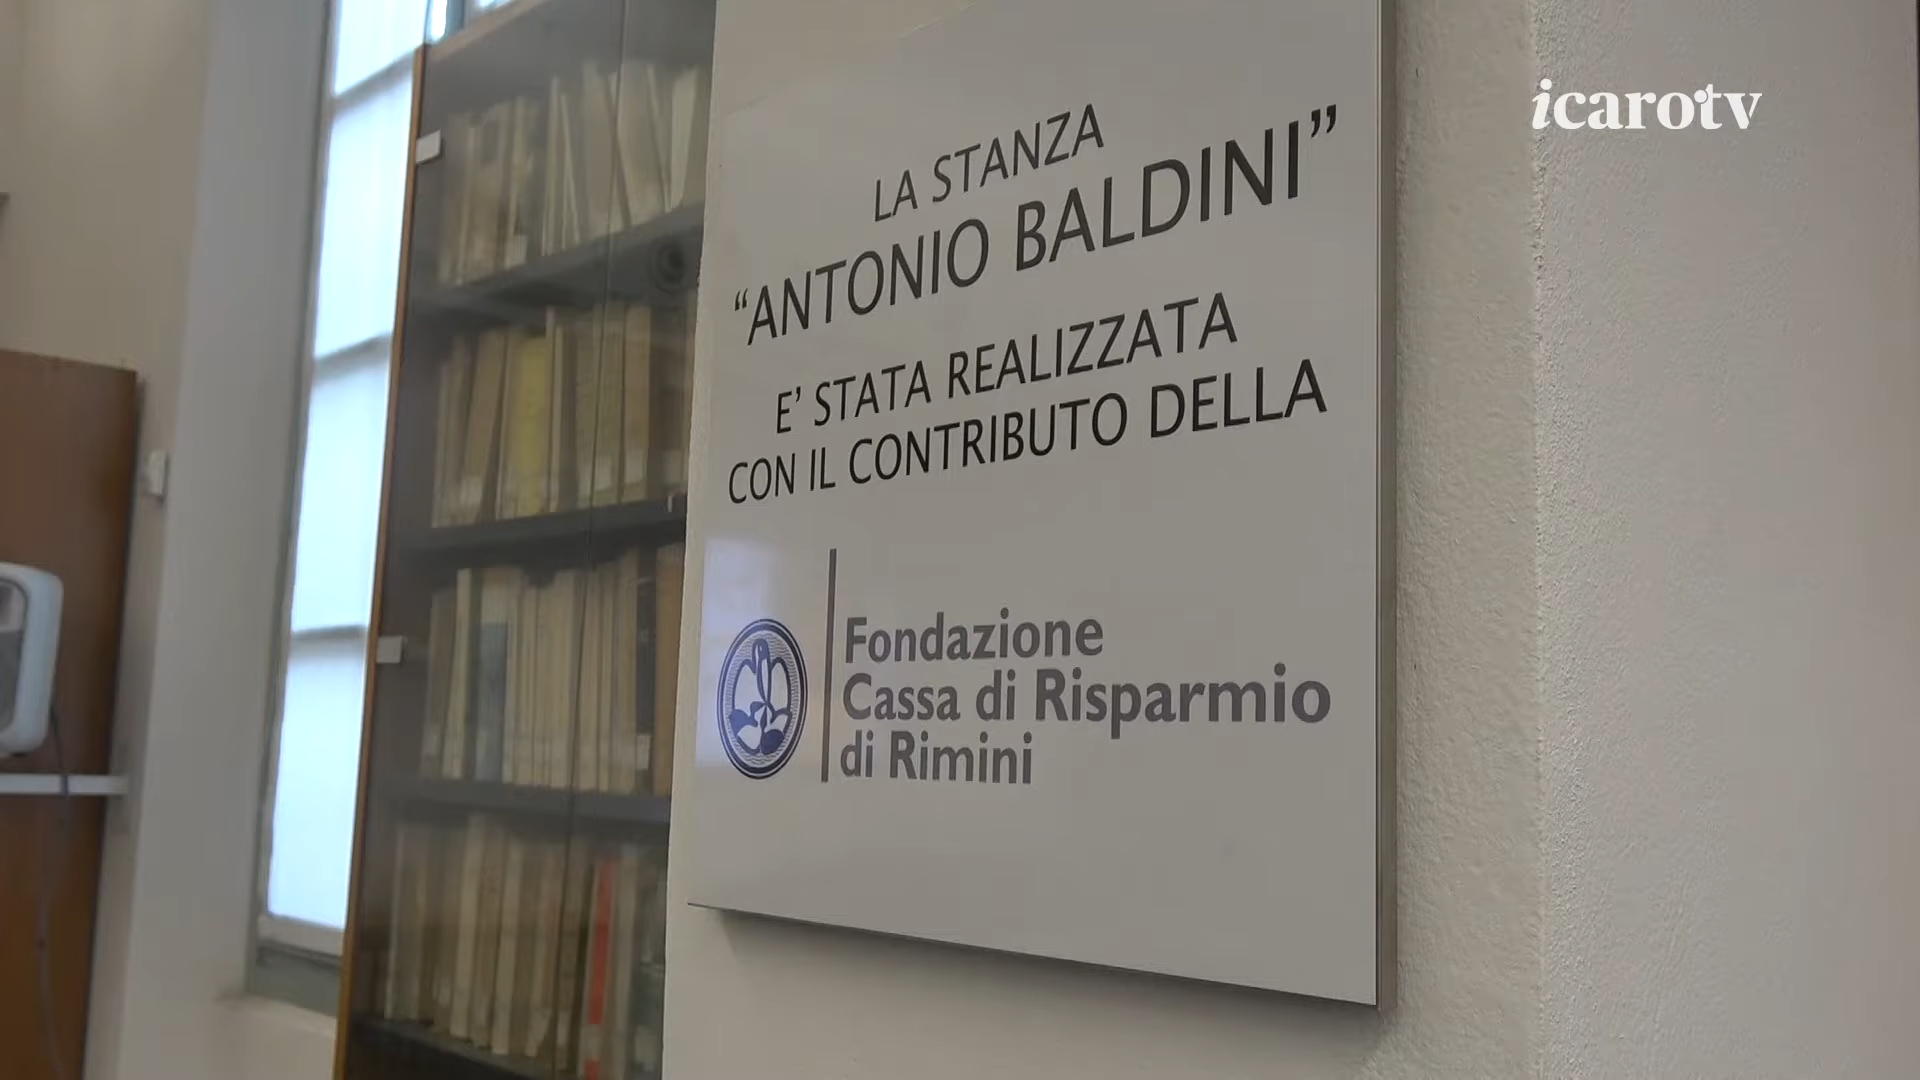 icarotv
LA STANZA
“ANTONIO BALDINI”
E’ STATA REALIZZATA
CON IL CONTRIBUTO DELLA
Fondazione
Cassa di Risparmio
di Rimini